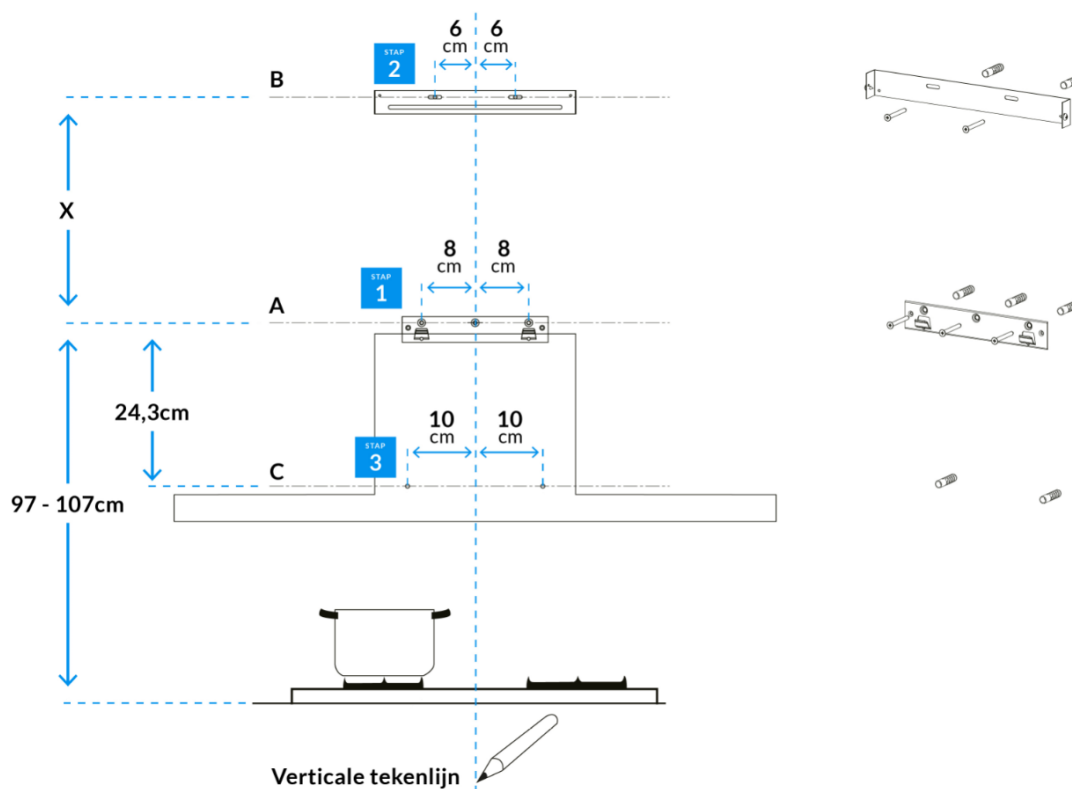 6 6
cm cm
STAP
2
B
X
8 8
cm cm
STAP
1
A
24,3cm
10 10
cm cm
STAP
3
C
97 - 107cm
Verticale tekenlijn